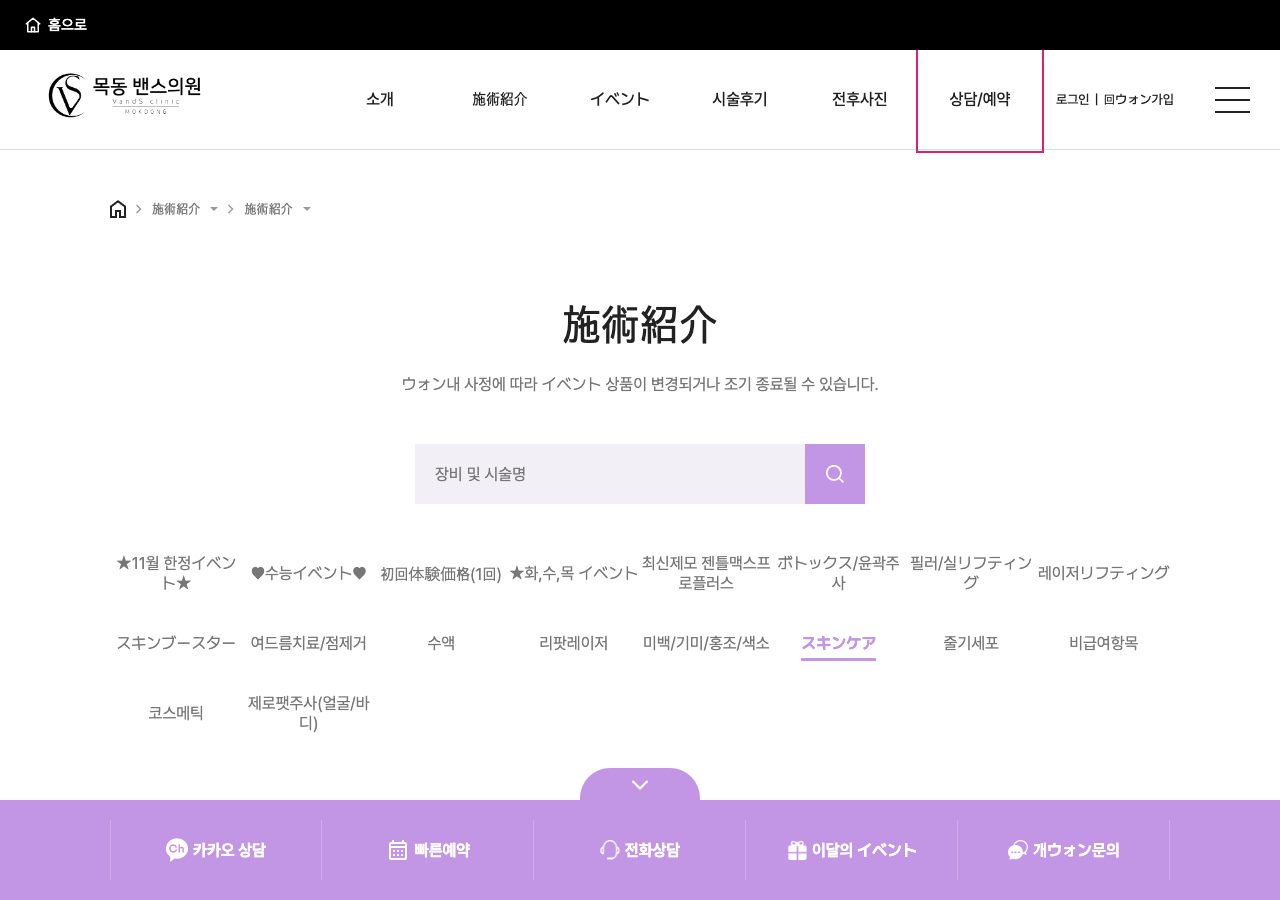 홈으로
목동 밴스의원
VandS clinic
MOKDONG
소개 施術紹介 イベント 시술후기 전후사진 상담/예약 로그인 | 回ウォン가입
施術紹介 施術紹介
施術紹介
ウォン내 사정에 따라 イベント 상품이 변경되거나 조기 종료될 수 있습니다.
장비 및 시술명
★11월 한정イベン
ト★
♥수능イベント♥
初回体験価格(1回)
★화,수,목 イベント
최신제모 젠틀맥스프
로플러스
ボトックス/윤곽주
사
필러/실リフティン
グ
레이저リフティング
スキンブースター
여드름치료/점제거
수액
리팟레이저
미백/기미/홍조/색소
スキンケア
줄기세포
비급여항목
코스메틱
제로팻주사(얼굴/바
디)
Ch 카카오 상담
빠른예약
전화상담
이달의 イベント
개ウォン문의